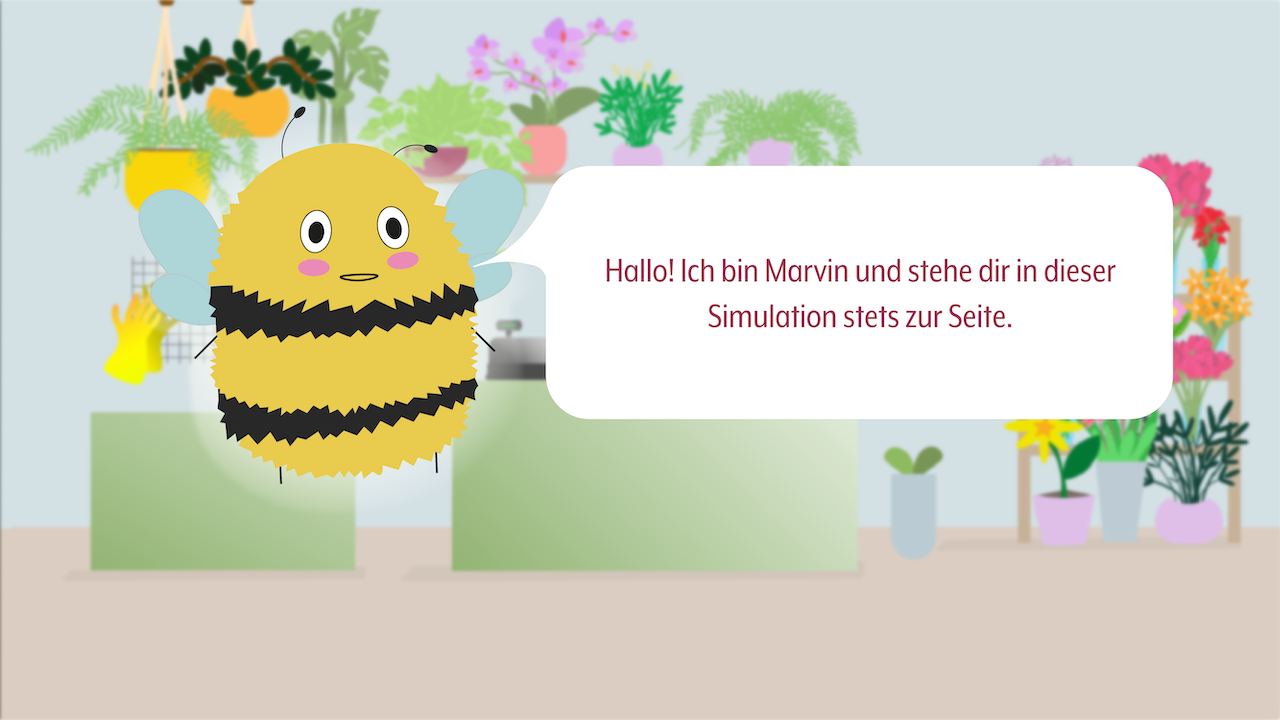 Hallo! Ich bin Marvin und stehe dir in dieser
Simulation stets zur Seite.